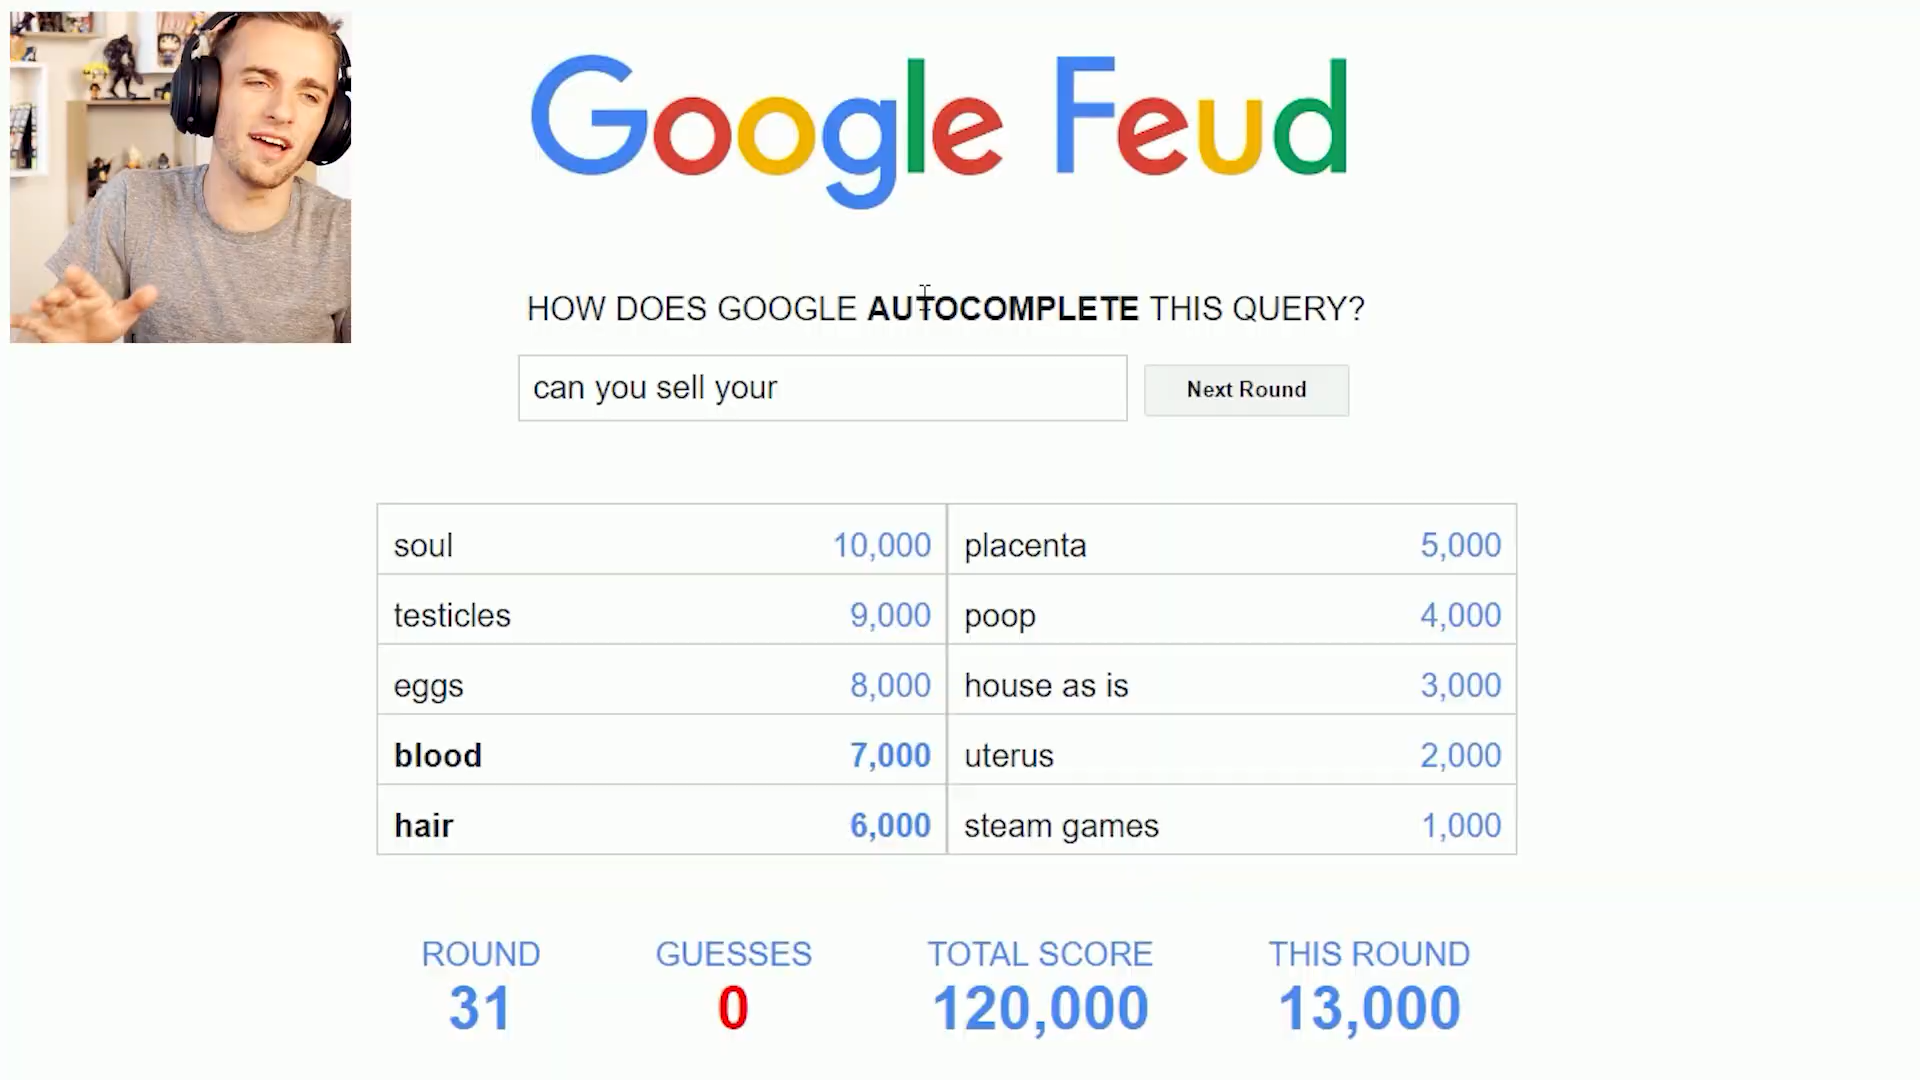 Google Feud
HOW DOES GOOGLE AUTOCOMPLETE THIS QUERY?
can you sell your
Next Round
soul 10,000
testicles 9,000
eggs 8,000
blood 7,000
hair 6,000
placenta 5,000
poop 4,000
house as is 3,000
uterus 2,000
steam games 1,000
ROUND
31
GUESSES
0
TOTAL SCORE
120,000
THIS ROUND
13,000